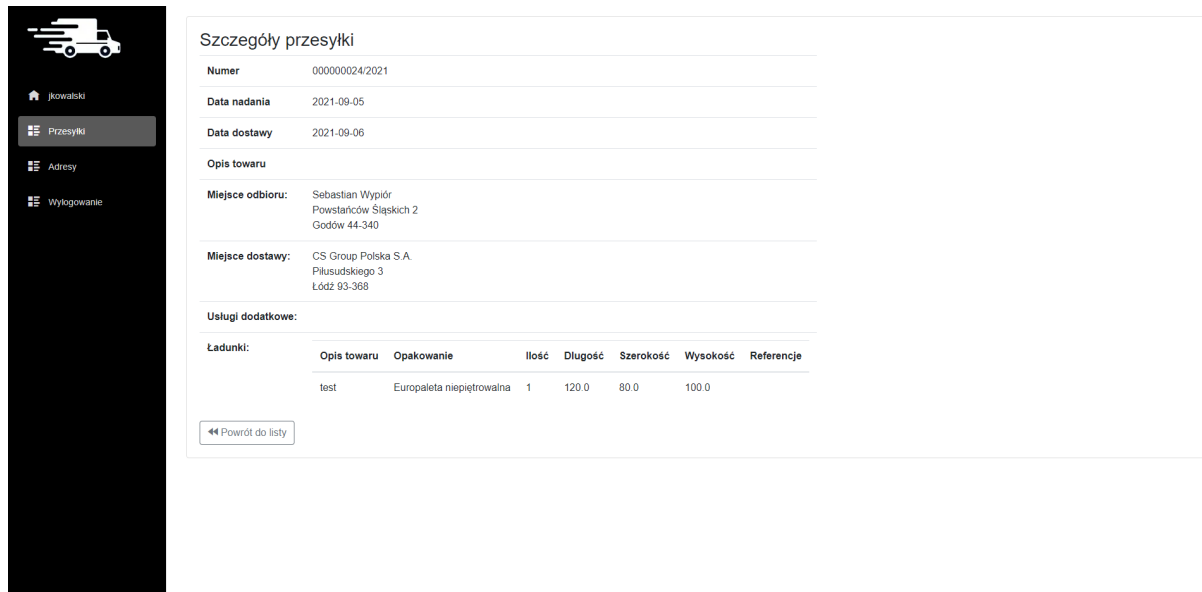 jkowalski
Przesyłki
Adresy
Wylogowanie
Szczegóły przesyłki
Numer 000000024/2021
Data nadania 2021-09-05
Data dostawy 2021-09-06
Opis towaru
Miejsce odbioru: Sebastian Wypiór
Powstańców Śląskich 2
Godów 44-340
Miejsce dostawy: CS Group Polska S.A.
Piłusudskiego 3
Łódź 93-368
Usługi dodatkowe:
Ładunki:
Opis towaru Opakowanie Ilość Dlugość Szerokość Wysokość Referencje
test Europaleta niepiętrowalna 1 120.0 80.0 100.0
Powrót do listy